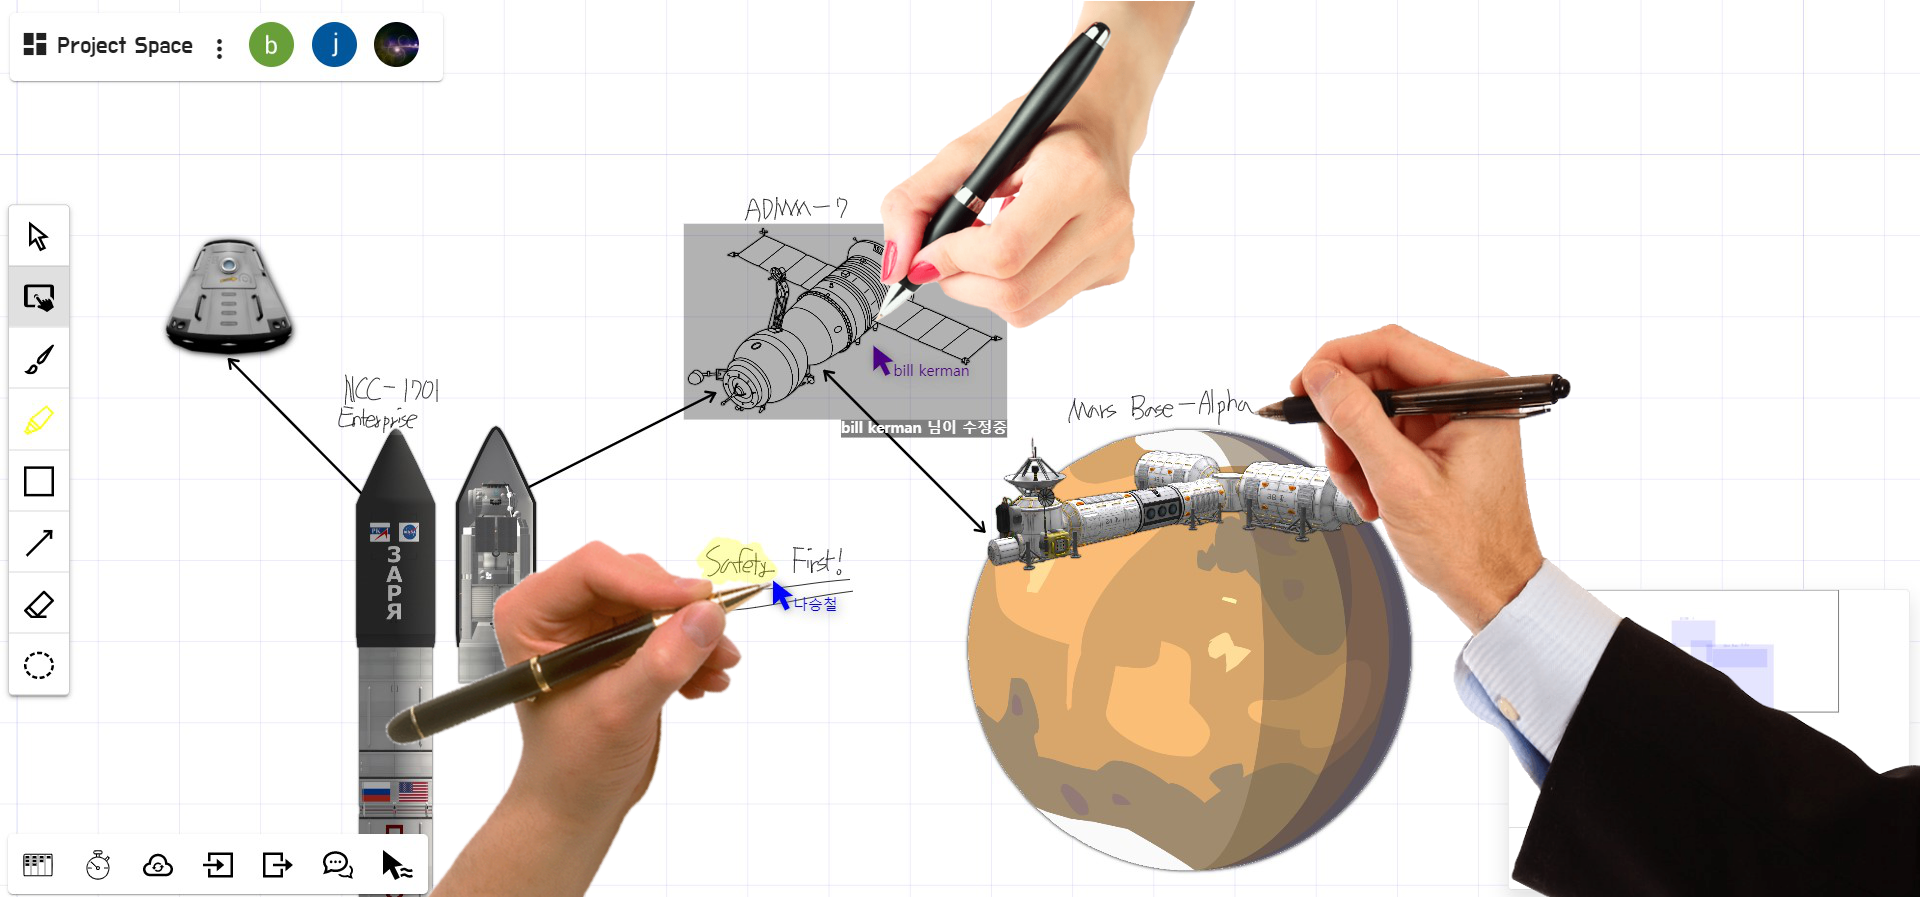 Project Space
b
j
ADMM-7
bill kerman
bill kerman 님이 수정중
NCC-1701
Enterprise
Mars Base-Alpha
ЗАРЯ
Safety First!
나승철